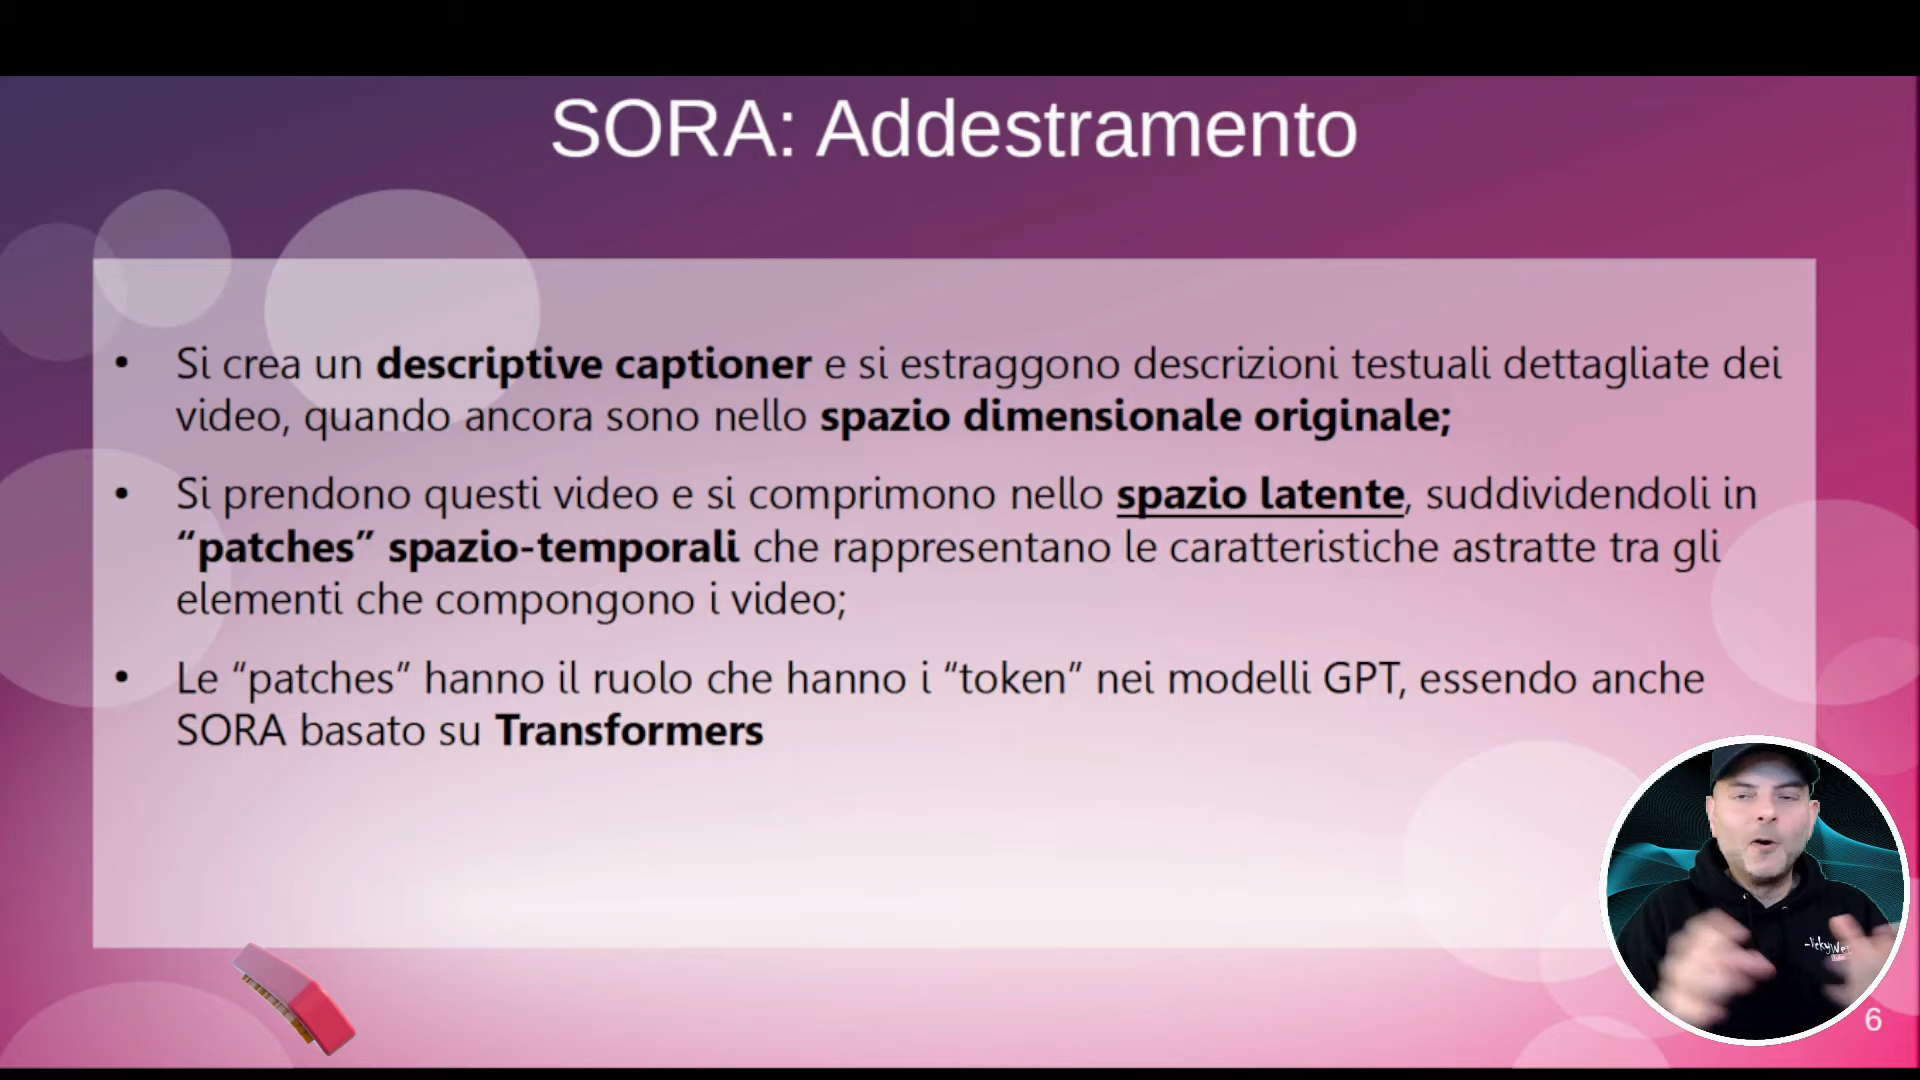 SORA: Addestramento
• Si crea un descriptive captioner e si estraggono descrizioni testuali dettagliate dei
video, quando ancora sono nello spazio dimensionale originale;
• Si prendono questi video e si comprimono nello spazio latente, suddividendoli in
“patches” spazio-temporali che rappresentano le caratteristiche astratte tra gli
elementi che compongono i video;
• Le “patches” hanno il ruolo che hanno i “token” nei modelli GPT, essendo anche
SORA basato su Transformers
6